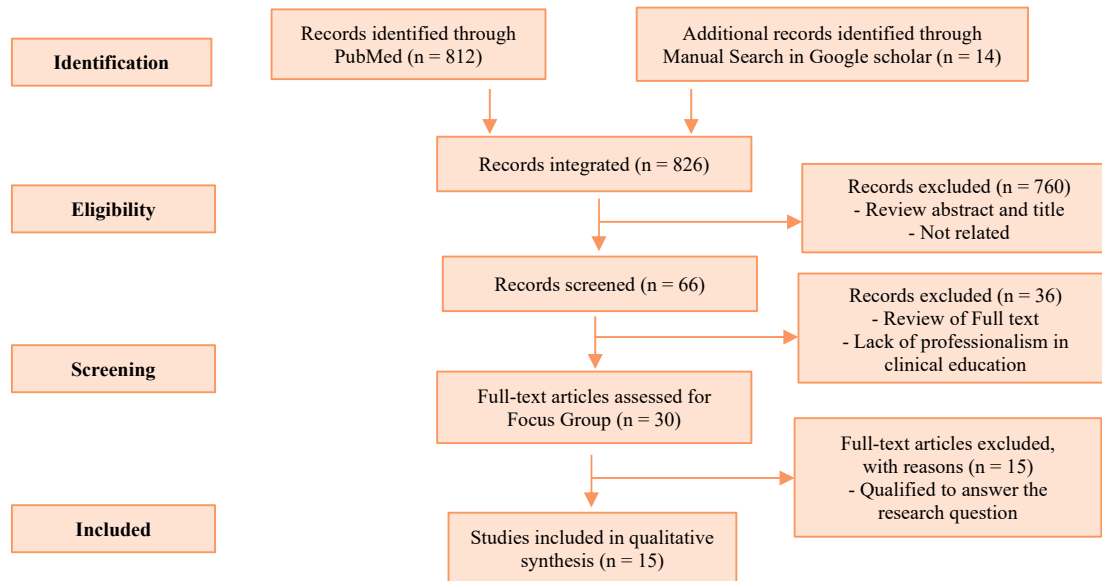 Identification
Records identified through
PubMed (n = 812)
Additional records identified through
Manual Search in Google scholar (n = 14)
Records integrated (n = 826)
Eligibility
Records excluded (n = 760)
- Review abstract and title
- Not related
Records screened (n = 66)
Records excluded (n = 36)
- Review of Full text
- Lack of professionalism in
clinical education
Screening
Full-text articles assessed for
Focus Group (n = 30)
Full-text articles excluded,
with reasons (n = 15)
- Qualified to answer the
research question
Included
Studies included in qualitative
synthesis (n = 15)